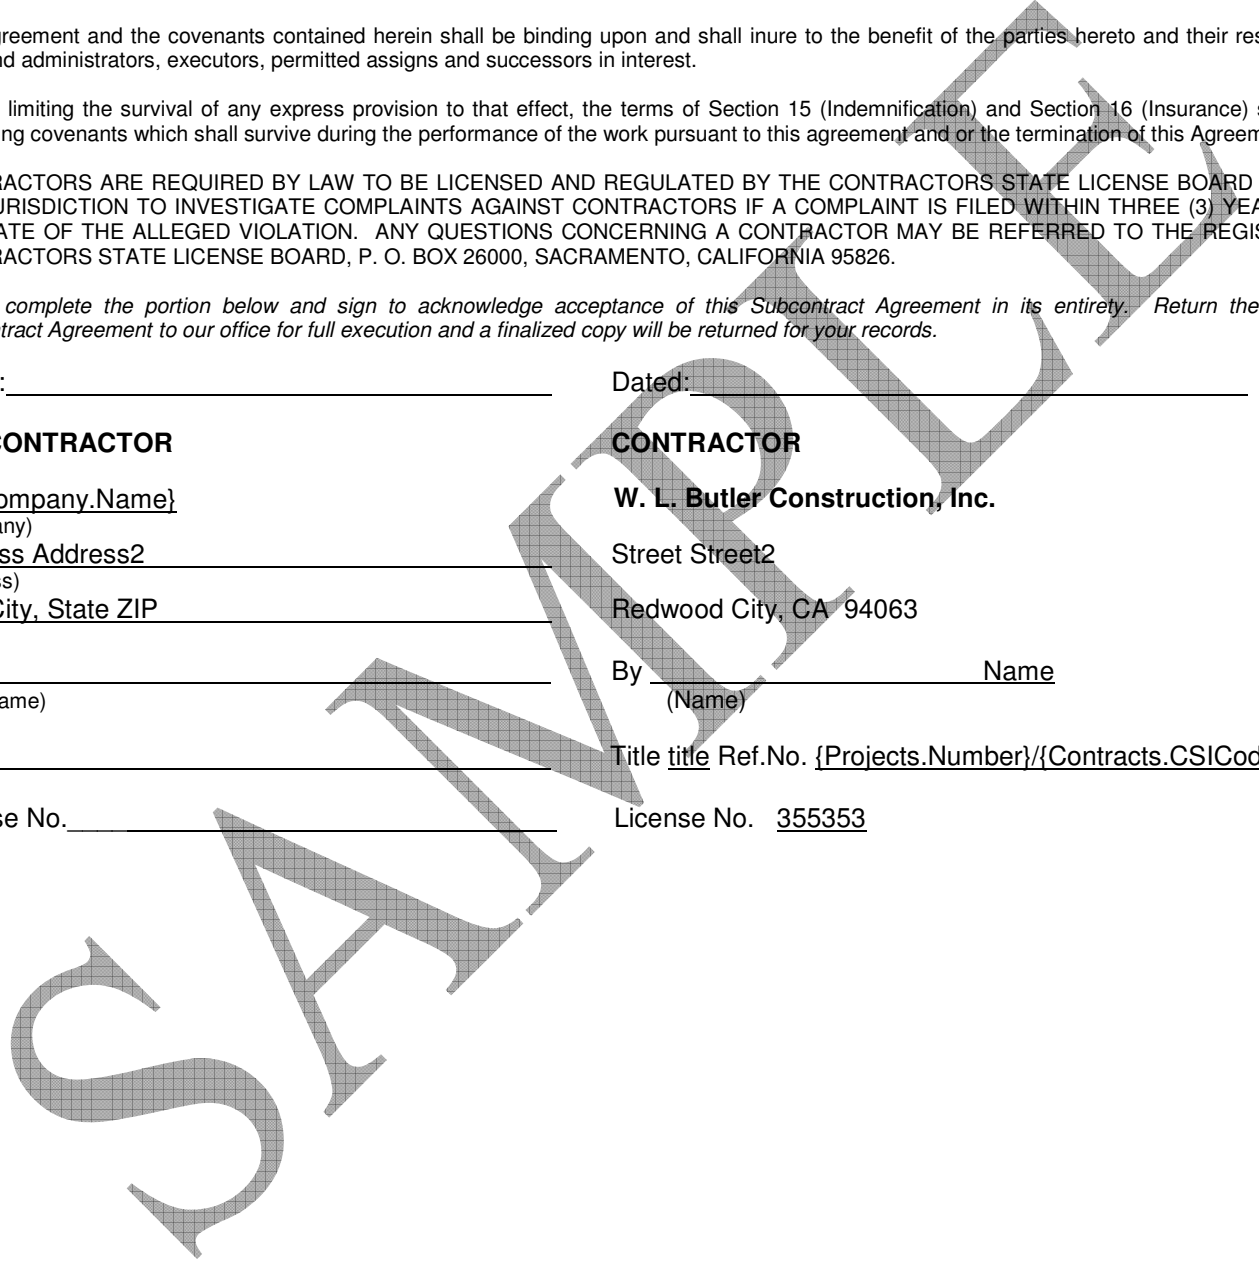 greement and the covenants contained herein shall be binding upon and shall inure to the benefit of the parties hereto and their res
nd administrators, executors, permitted assigns and successors in interest.
limiting the survival of any express provision to that effect, the terms of Section 15 (Indemnification) and Section 16 (Insurance) s
ing covenants which shall survive during the performance of the work pursuant to this agreement and or the termination of this Agreem
RACTORS ARE REQUIRED BY LAW TO BE LICENSED AND REGULATED BY THE CONTRACTORS STATE LICENSE BOARD
URISDICTION TO INVESTIGATE COMPLAINTS AGAINST CONTRACTORS IF A COMPLAINT IS FILED WITHIN THREE (3) YEA
ATE OF THE ALLEGED VIOLATION. ANY QUESTIONS CONCERNING A CONTRACTOR MAY BE REFERRED TO THE REGIS
RACTORS STATE LICENSE BOARD, P. O. BOX 26000, SACRAMENTO, CALIFORNIA 95826.
complete the portion below and sign to acknowledge acceptance of this Subcontract Agreement in its entirety. Return the
tract Agreement to our office for full execution and a finalized copy will be returned for your records.
: Dated:
CONTRACTOR CONTRACTOR
ompany.Name} W. L. Butler Construction, Inc.
any)
ss Address2 Street Street2
ss)
City, State ZIP Redwood City, CA 94063
By Name
ame) (Name)
Title title Ref.No. {Projects.Number}/{Contracts.CSICod
se No. License No. 355353
SAMPLE